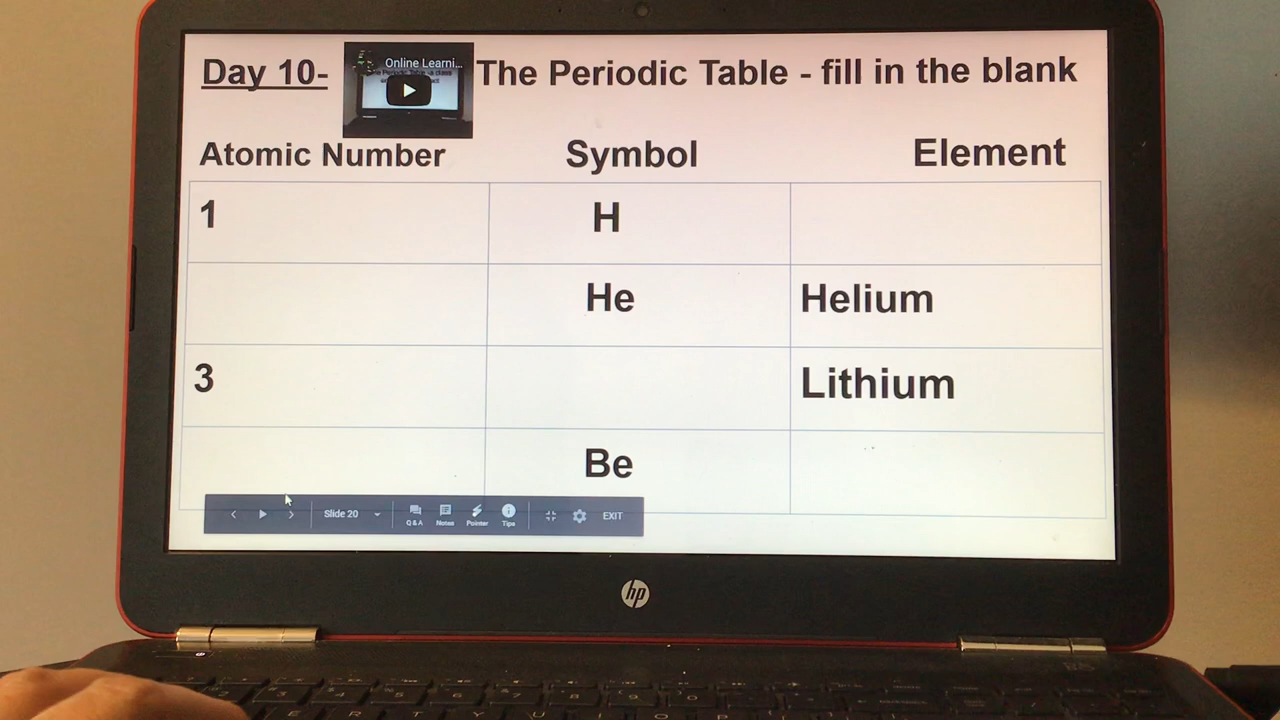 Day 10-
Online Learni...
The Periodic Table - fill in the blank
Atomic Number Symbol Element
1 H
He Helium
3 Lithium
Be
Slide 20
Q & A Notes Pointer Tips
EXIT
hp